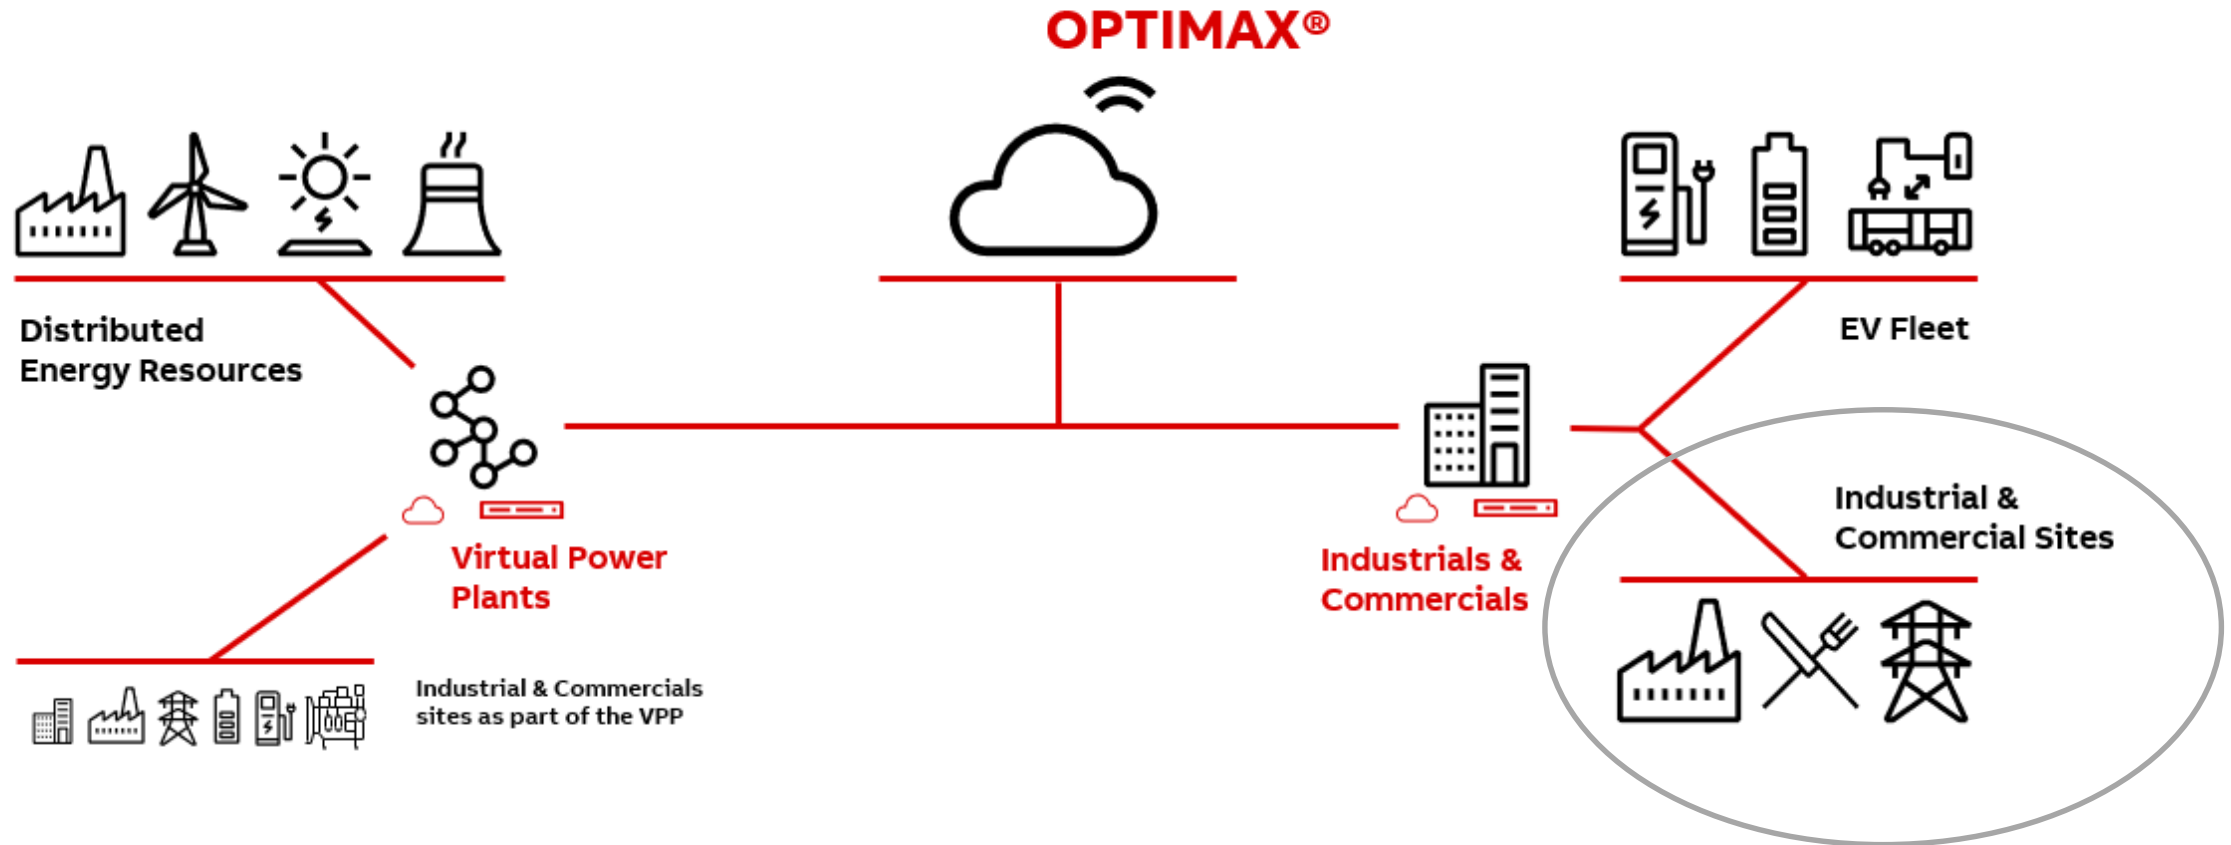 OPTIMAX®
Distributed
Energy Resources
EV Fleet
Industrial &
Commercial Sites
Virtual Power
Plants
Industrials &
Commercials
Industrial & Commercials
sites as part of the VPP